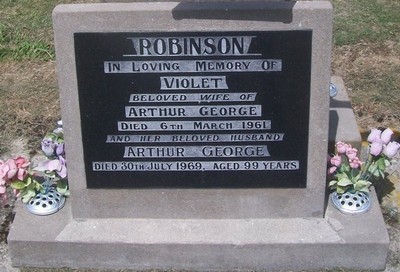 ROBINSON
IN LOVING MEMORY OF
VIOLET
BELOVED WIFE OF
ARTHUR GEORGE
DIED 6TH MARCH 1961
AND HER BELOVED HUSBAND
ARTHUR GEORGE
DIED 30TH JULY 1969, AGED 99 YEARS